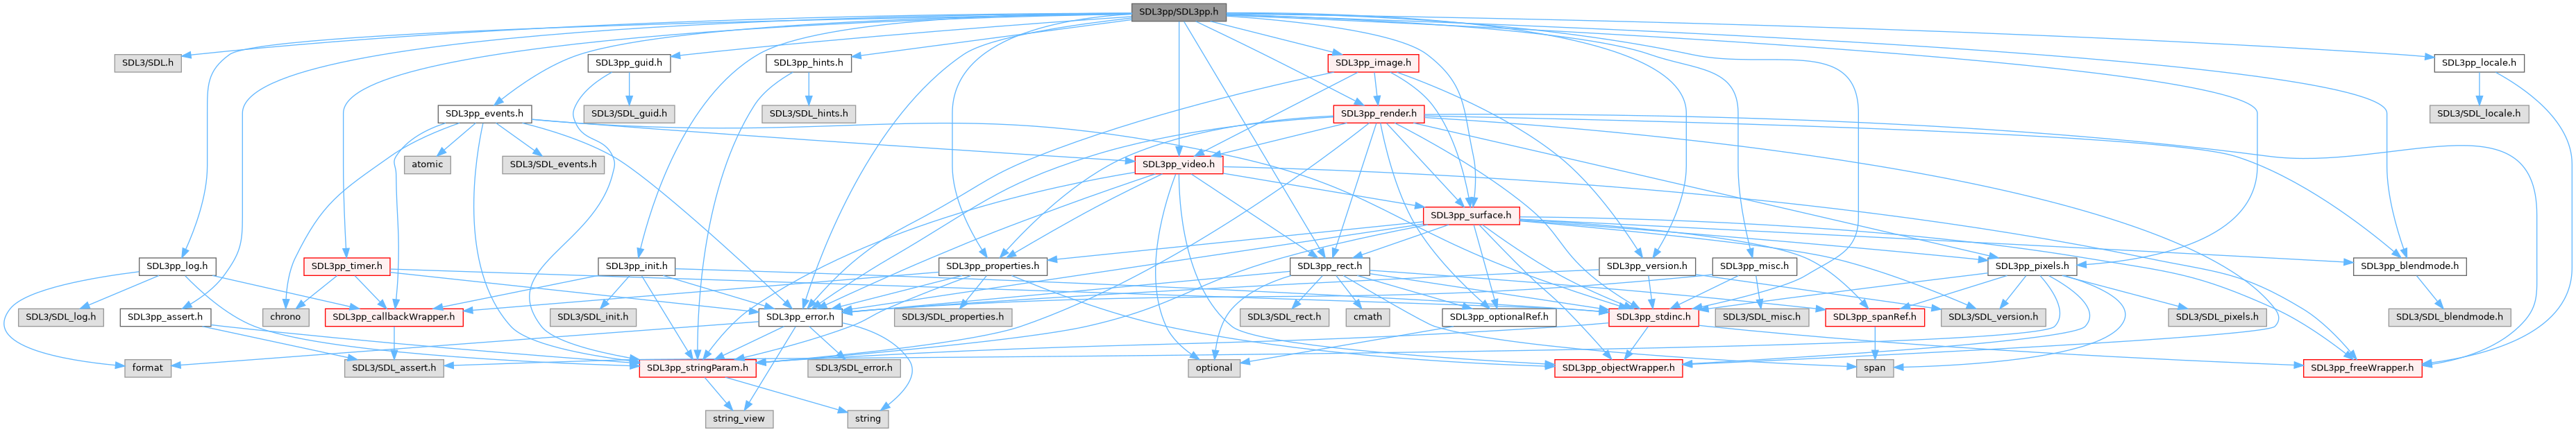 SDL3pp/SDL3pp.h
SDL3/SDL.h
SDL3pp_guid.h
SDL3pp_hints.h
SDL3pp_image.h
SDL3pp_locale.h
SDL3pp_events.h
SDL3/SDL_guid.h
SDL3/SDL_hints.h
SDL3pp_render.h
SDL3/SDL_locale.h
atomic
SDL3/SDL_events.h
SDL3pp_video.h
SDL3pp_surface.h
SDL3pp_log.h
SDL3pp_timer.h
SDL3pp_init.h
SDL3pp_properties.h
SDL3pp_rect.h
SDL3pp_version.h
SDL3pp_misc.h
SDL3pp_pixels.h
SDL3pp_blendmode.h
SDL3/SDL_log.h
SDL3pp_assert.h
chrono
SDL3pp_callbackWrapper.h
SDL3/SDL_init.h
SDL3pp_error.h
SDL3/SDL_properties.h
SDL3/SDL_rect.h
cmath
SDL3pp_optionalRef.h
SDL3pp_stdinc.h
SDL3/SDL_misc.h
SDL3pp_spanRef.h
SDL3/SDL_version.h
SDL3/SDL_pixels.h
SDL3/SDL_blendmode.h
format
SDL3/SDL_assert.h
SDL3pp_stringParam.h
SDL3/SDL_error.h
optional
SDL3pp_objectWrapper.h
span
SDL3pp_freeWrapper.h
string_view
string